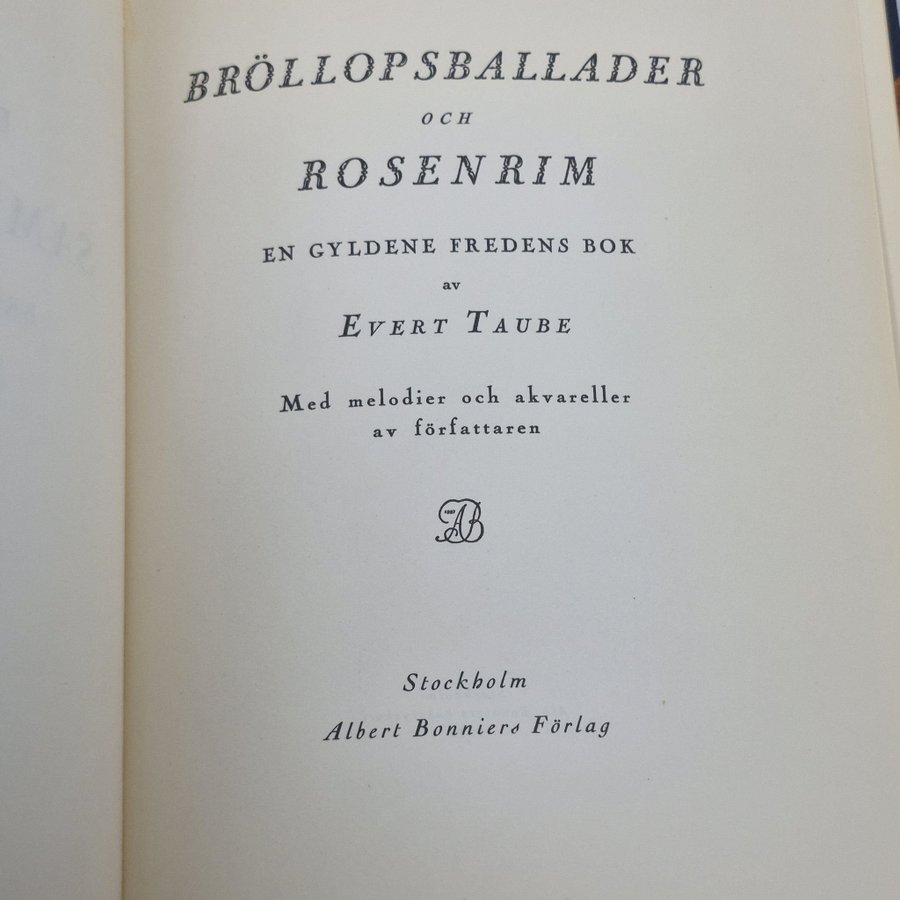 BRÖLLOPSBALLADER
OCH
ROSENRIM
EN GYLDENE FREDENS BOK
av
EVERT TAUBE
Med melodier och akvareller
av författaren
AB
Stockholm
Albert Bonniers Förlag